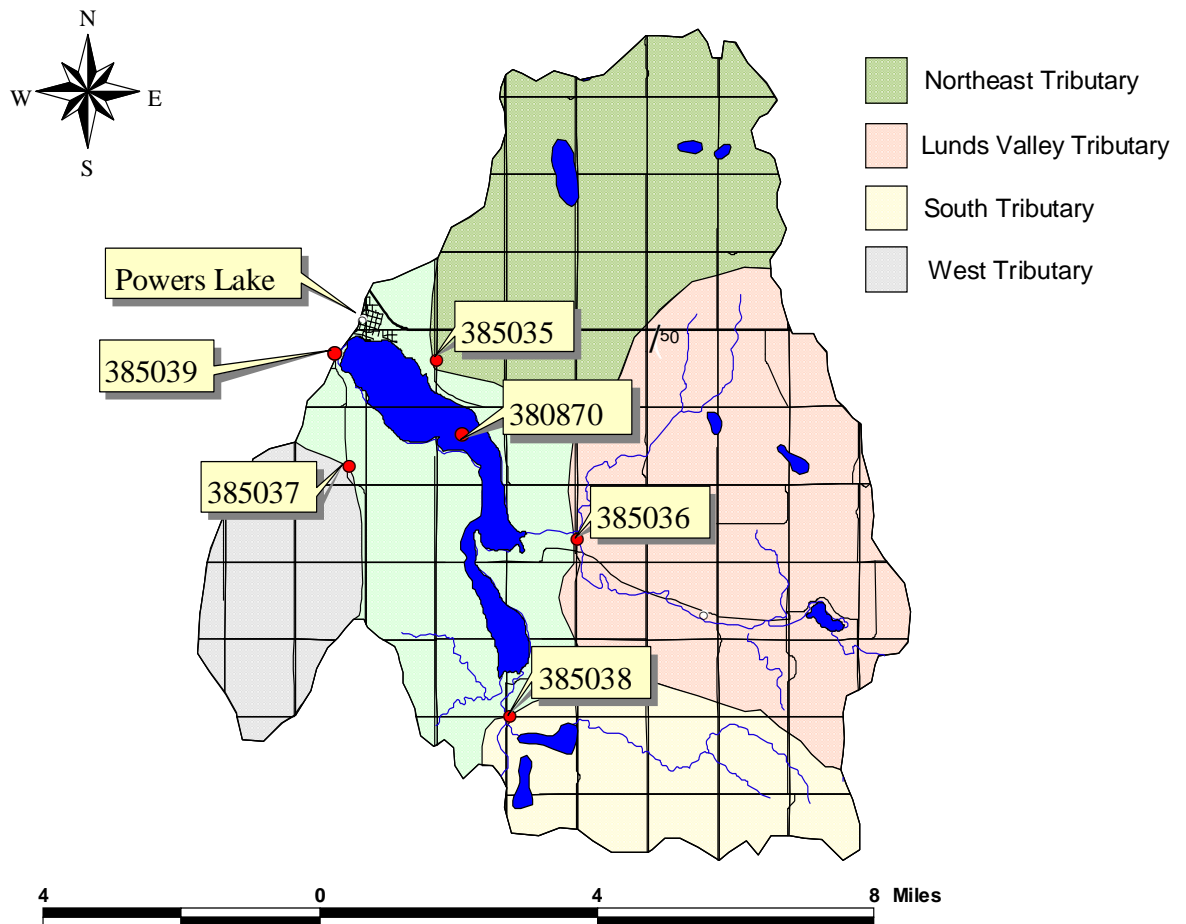 N
W E
S
Northeast Tributary
Lunds Valley Tributary
South Tributary
West Tributary
Powers Lake
385035
50
385039
380870
385037
385036
385038
4 0 4 8 Miles